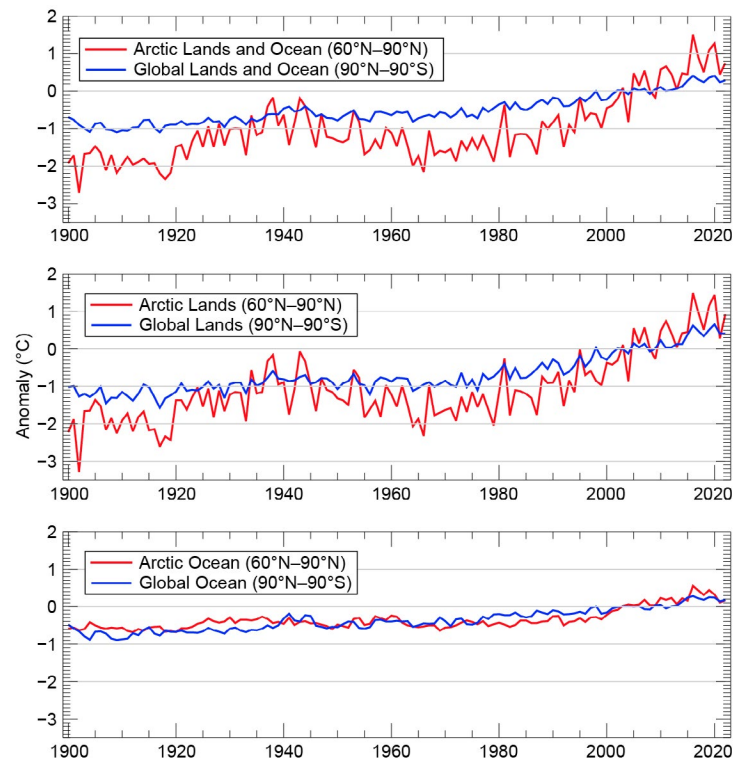 2
1
0
−1
−2
−3
Arctic Lands and Ocean (60°N–90°N)
Global Lands and Ocean (90°N–90°S)
1900 1920 1940 1960 1980 2000 2020
Anomaly (°C)
2
1
0
−1
−2
−3
Arctic Lands (60°N–90°N)
Global Lands (90°N–90°S)
1900 1920 1940 1960 1980 2000 2020
2
1
0
−1
−2
−3
Arctic Ocean (60°N–90°N)
Global Ocean (90°N–90°S)
1900 1920 1940 1960 1980 2000 2020